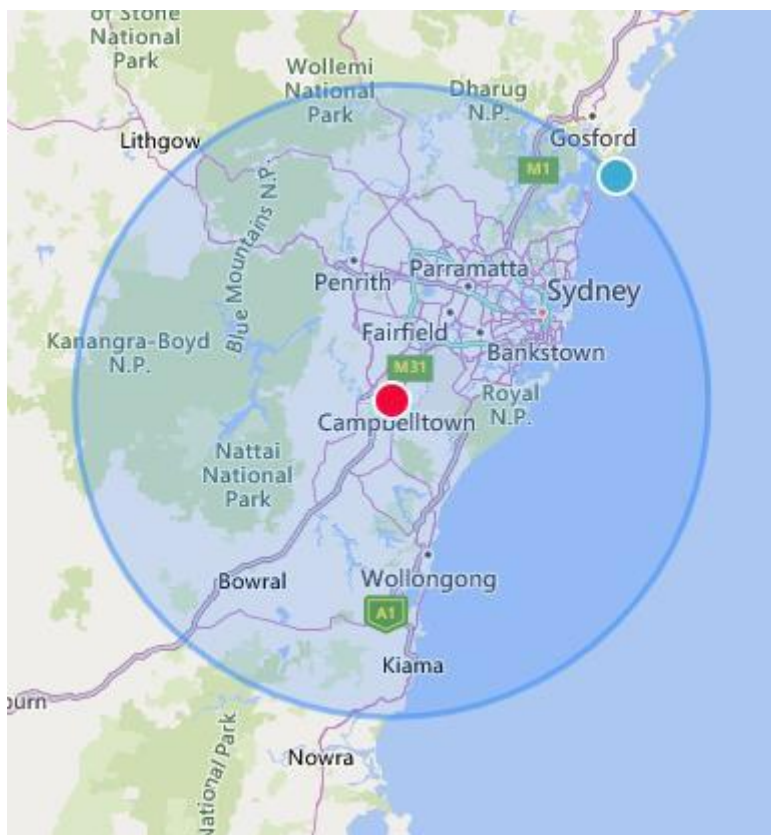 of Stone
National
Park
Wollemi
National
Park
Dharug
N.P.
Gosford
Lithgow
M1
Blue Mountains N.P.
Penrith
Parramatta
Sydney
Kanangra-Boyd
N.P.
Fairfield
Bankstown
M31
Royal
N.P.
Campbelltown
Nattai
National
Park
Bowral
Wollongong
A1
Kiama
burn
National Park
Nowra